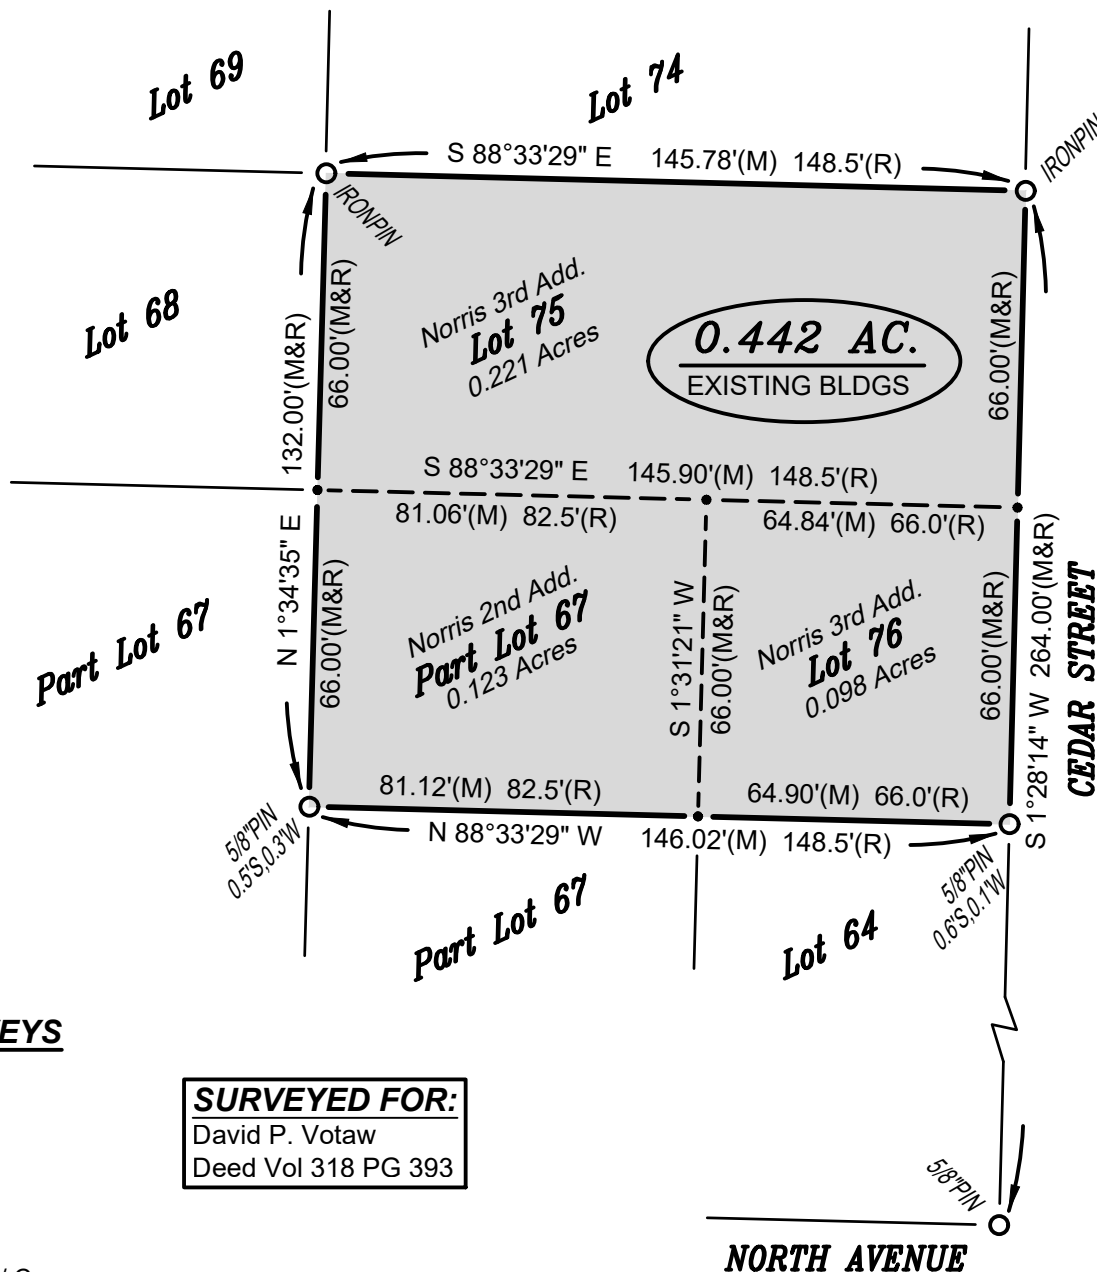 Lot 69
Lot 74
S 88°33'29" E 145.78'(M) 148.5'(R)
IRONPIN
IRONPIN
Lot 68
132.00'(M&R)
66.00'(M&R)
Norris 3rd Add.
Lot 75
0.221 Acres
0.442 AC.
EXISTING BLDGS
66.00'(M&R)
S 88°33'29" E 145.90'(M) 148.5'(R)
81.06'(M) 82.5'(R)
64.84'(M) 66.0'(R)
N 1°34'35" E
66.00'(M&R)
Part Lot 67
Norris 2nd Add.
Part Lot 67
0.123 Acres
S 1°31'21" W
66.00'(M&R)
Norris 3rd Add.
Lot 76
0.098 Acres
66.00'(M&R)
S 1°28'14" W 264.00'(M&R)
CEDAR STREET
81.12'(M) 82.5'(R)
64.90'(M) 66.0'(R)
N 88°33'29" W 146.02'(M) 148.5'(R)
5/8"PIN
0.5'S,0.3'W
5/8"PIN
0.6'S,0.1'W
Part Lot 67
Lot 64
EYS
SURVEYED FOR:
David P. Votaw
Deed Vol 318 PG 393
5/8"PIN
NORTH AVENUE